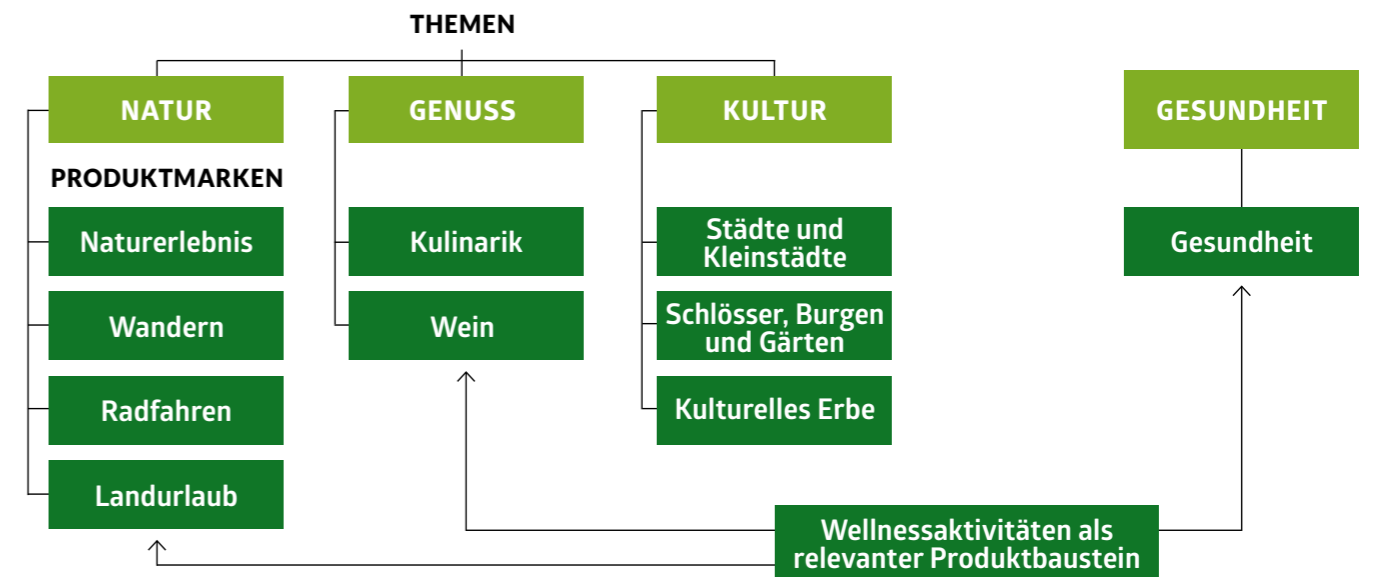 THEMEN
NATUR
GENUSS
KULTUR
GESUNDHEIT
PRODUKTMARKEN
Naturerlebnis
Kulinarik
Städte und
Kleinstädte
Gesundheit
Wandern
Wein
Schlösser, Burgen
und Gärten
Radfahren
Kulturelles Erbe
Landurlaub
Wellnessaktivitäten als
relevanter Produktbaustein